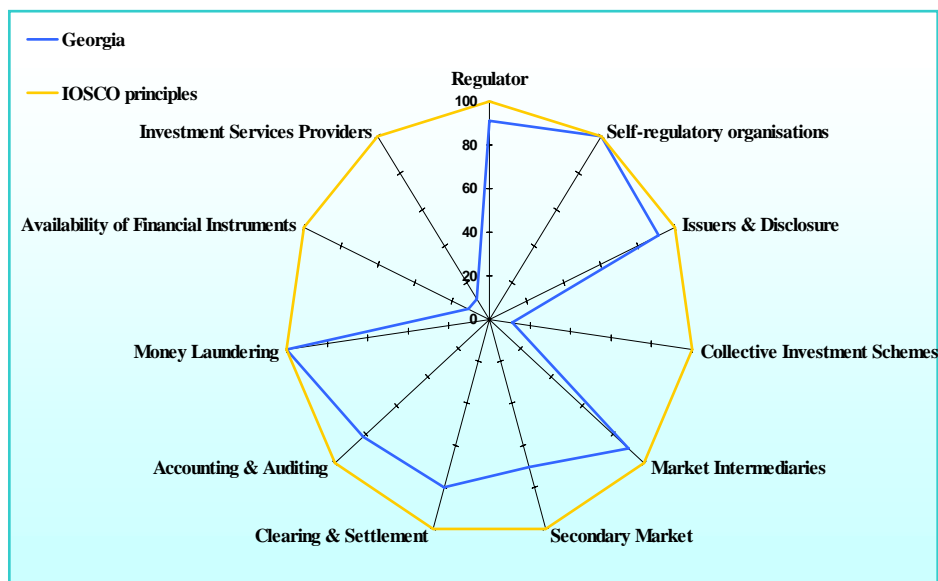 Georgia
IOSCO principles
Regulator
Self-regulatory organisations
Issuers & Disclosure
Collective Investment Schemes
Market Intermediaries
Secondary Market
Clearing & Settlement
Accounting & Auditing
Money Laundering
Availability of Financial Instruments
Investment Services Providers
100
80
60
40
20
0